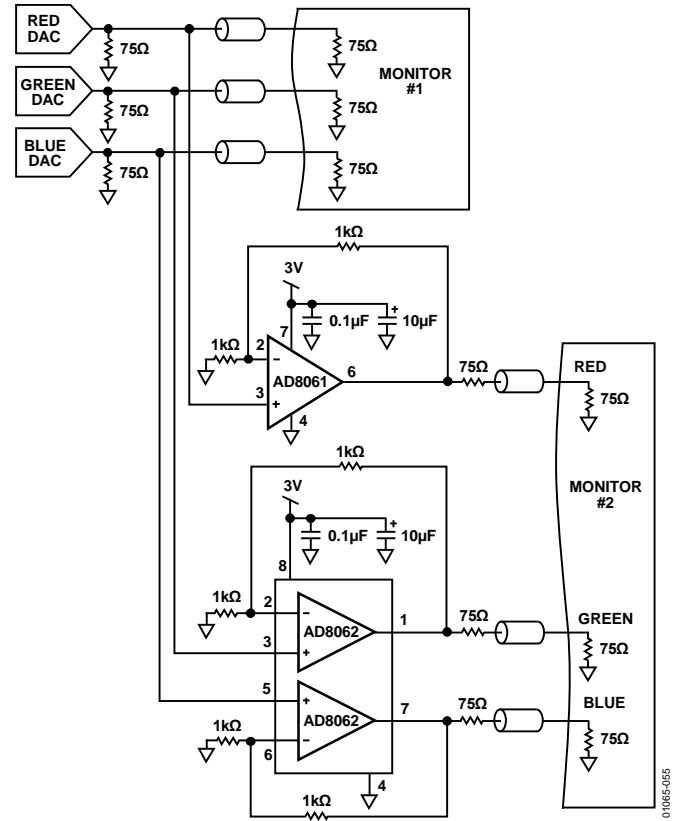 RED
DAC
75Ω
75Ω
GREEN
DAC
75Ω
75Ω
MONITOR
#1
BLUE
DAC
75Ω
75Ω
1kΩ
3V
7
0.1µF
+
10µF
1kΩ
2
−
AD8061
6
3
+
4
75Ω
RED
75Ω
1kΩ
3V
8
0.1µF
+
10µF
MONITOR
#2
1kΩ
2
−
AD8062
1
3
+
75Ω
GREEN
75Ω
5
+
AD8062
7
1kΩ
6
−
75Ω
BLUE
75Ω
4
1kΩ
01065-055